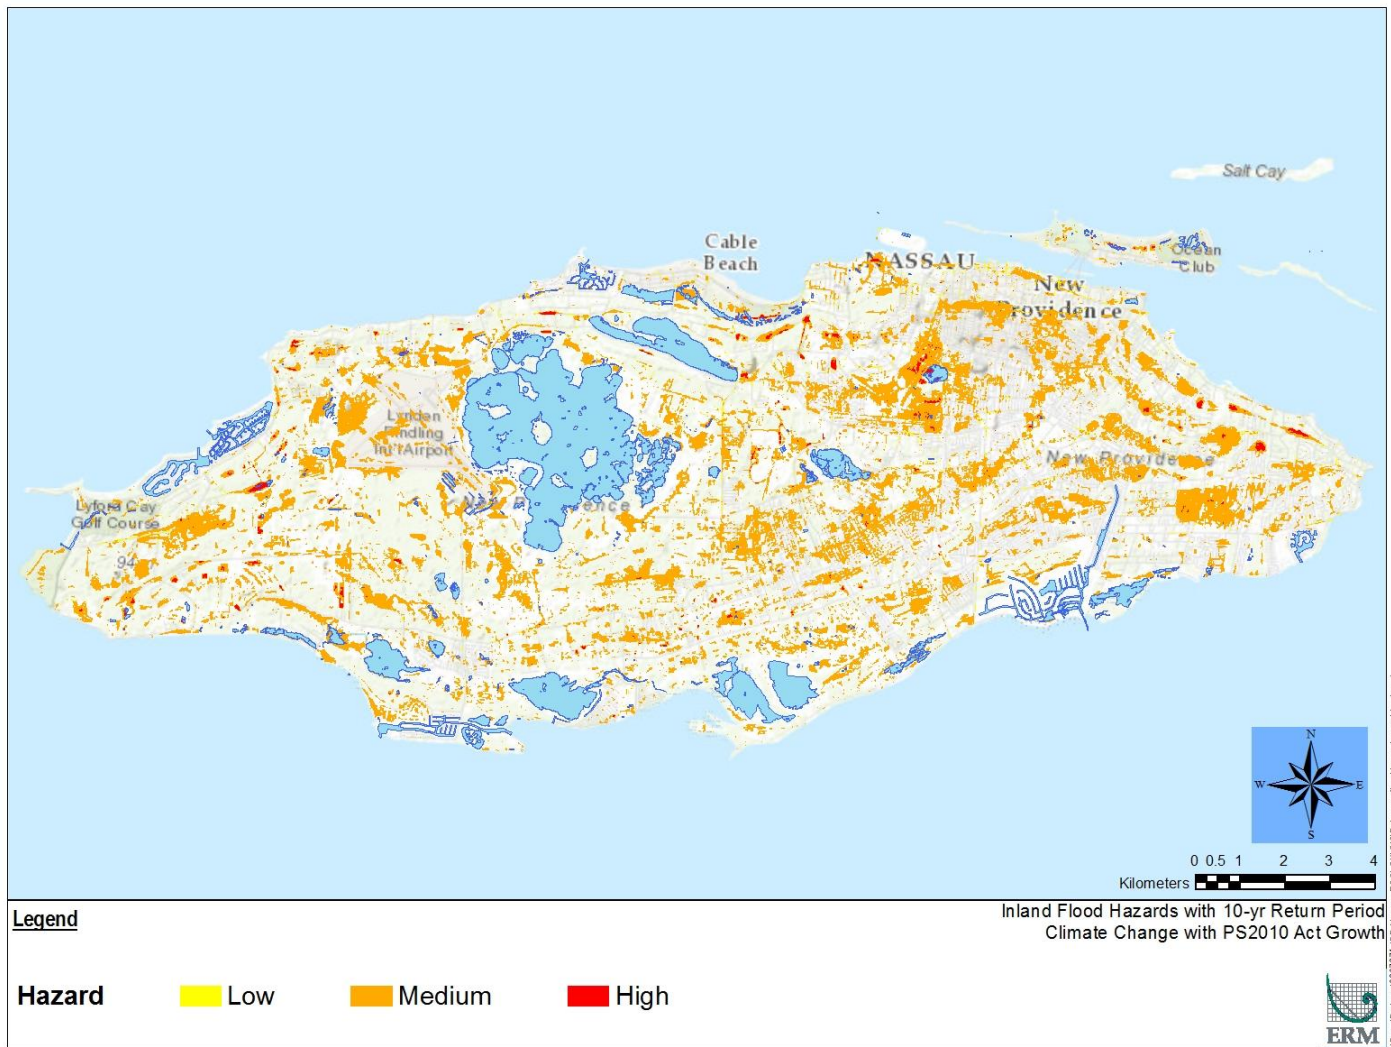 Salt Cay
Cable
Beach
NASSAU
Ocean
Club
New
Providence
Lynden
Pindling
Int'l Airport
New Providence
Lyford Cay
Golf Course
94
N
W
E
S
0 0.5 1 2 3 4
Kilometers
Legend
Inland Flood Hazards with 10-yr Return Period
Climate Change with PS2010 Act Growth
Hazard Low Medium High
ERM